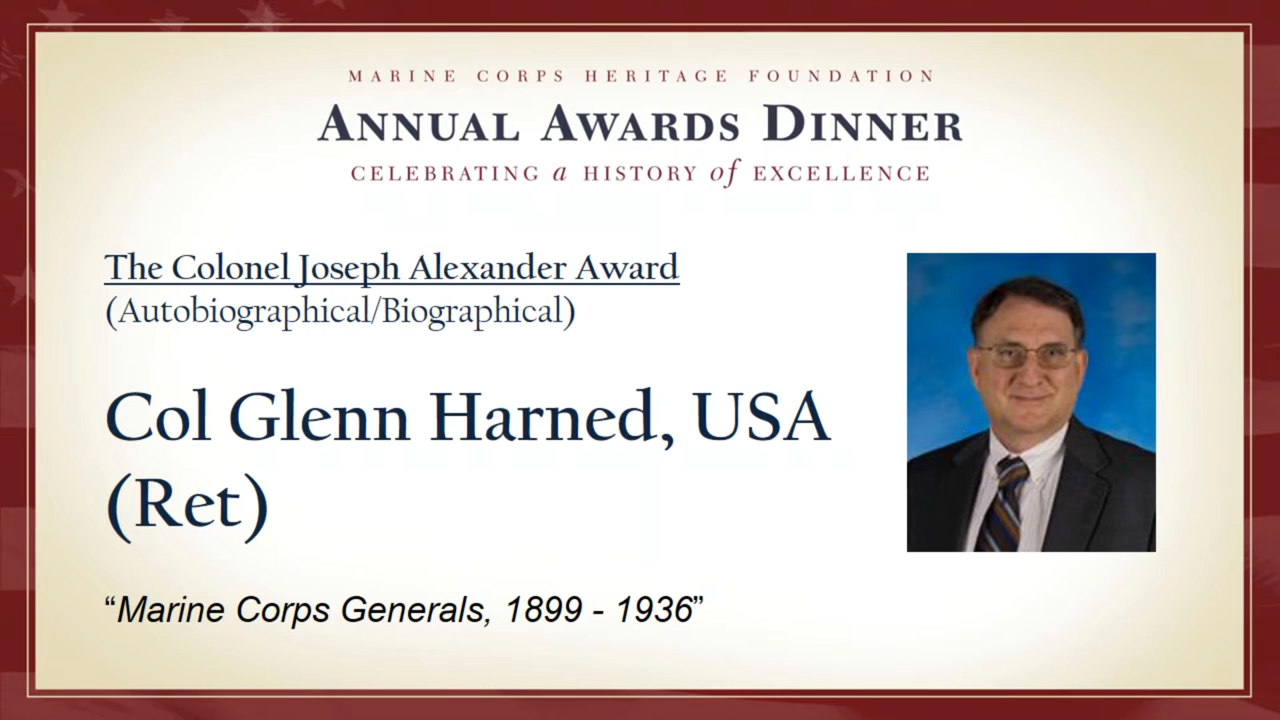 MARINE CORPS HERITAGE FOUNDATION
ANNUAL AWARDS DINNER
CELEBRATING a HISTORY of EXCELLENCE
The Colonel Joseph Alexander Award
(Autobiographical/Biographical)
Col Glenn Harned, USA
(Ret)
“Marine Corps Generals, 1899 - 1936”